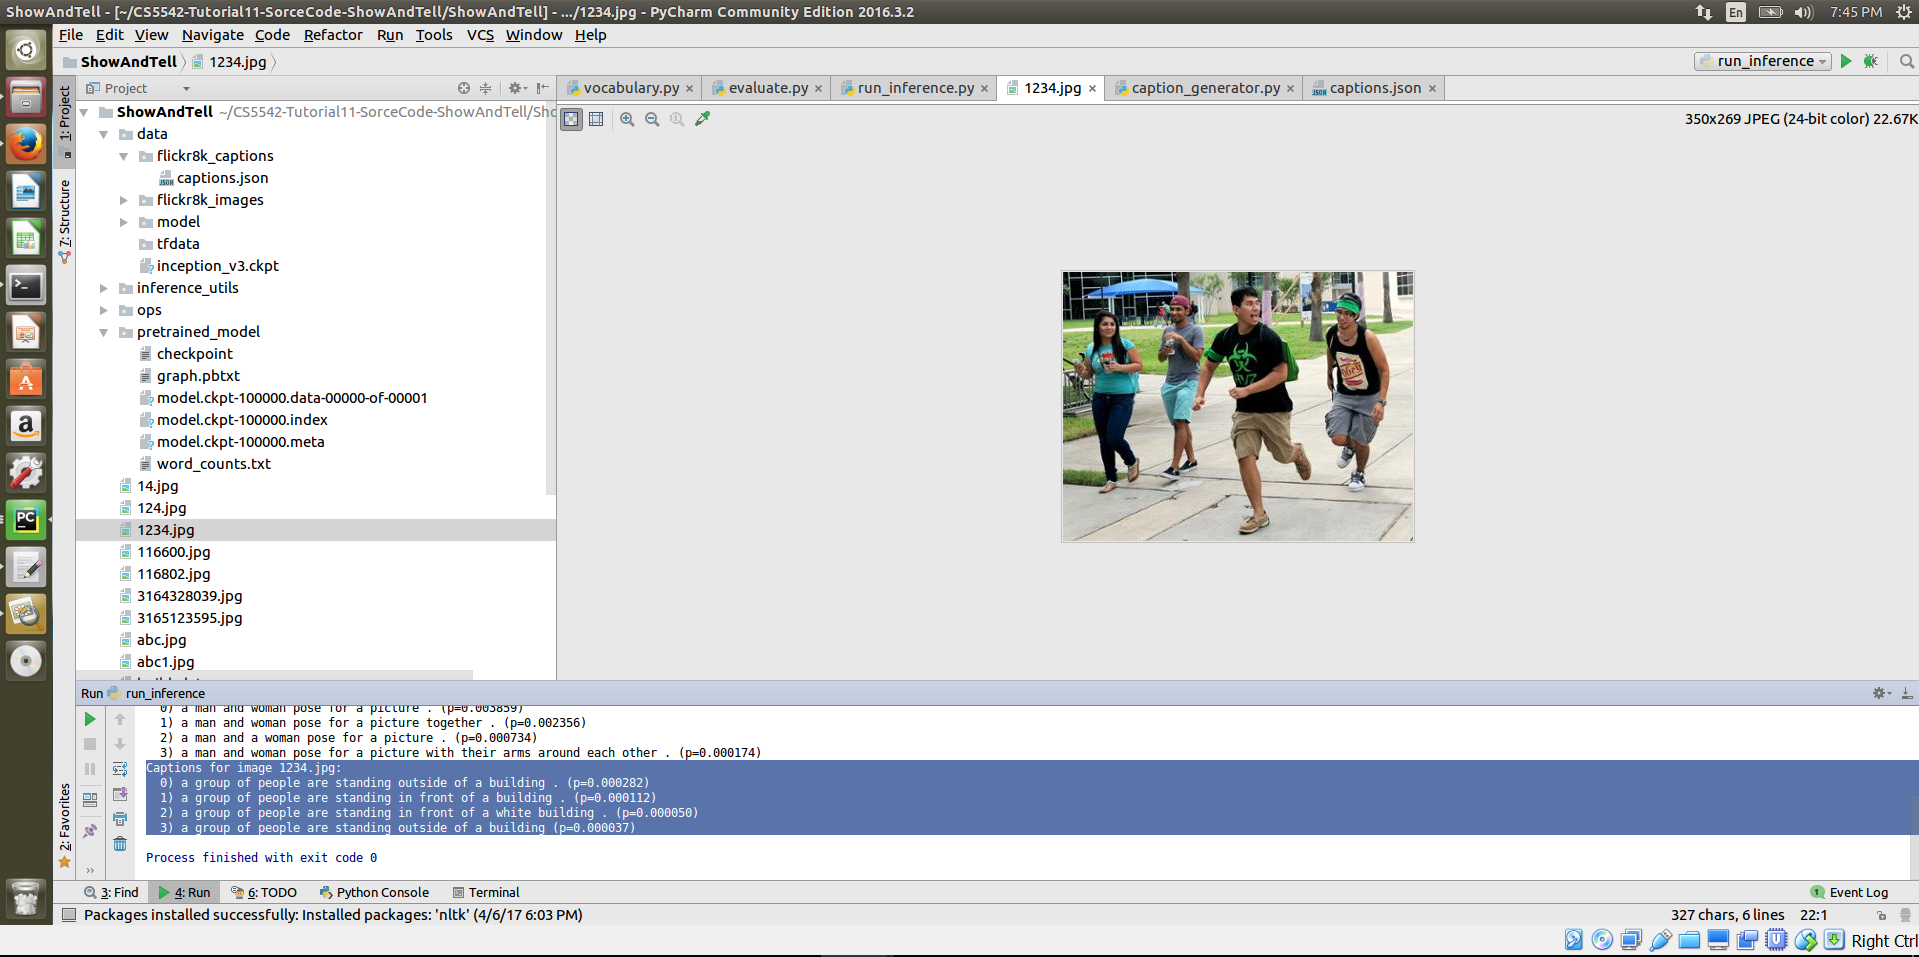 ShowAndTell - [~/CS5542-Tutorial11-SorceCode-ShowAndTell/ShowAndTell] - .../1234.jpg - PyCharm Community Edition 2016.3.2
En
7:45 PM
File Edit View Navigate Code Refactor Run Tools VCS Window Help
ShowAndTell 1234.jpg
run_inference
1: Project
7: Structure
2: Favorites
Project
vocabulary.py × evaluate.py × run_inference.py × 1234.jpg × caption_generator.py × captions.json ×
350x269 JPEG (24-bit color) 22.67K
ShowAndTell ~/CS5542-Tutorial11-SorceCode-ShowAndTell/Sho
data
flickr8k_captions
captions.json
flickr8k_images
model
tfdata
inception_v3.ckpt
inference_utils
ops
pretrained_model
checkpoint
graph.pbtxt
model.ckpt-100000.data-00000-of-00001
model.ckpt-100000.index
model.ckpt-100000.meta
word_counts.txt
14.jpg
124.jpg
1234.jpg
116600.jpg
116802.jpg
3164328039.jpg
3165123595.jpg
abc.jpg
abc1.jpg
Run run_inference
0) a man and woman pose for a picture . (p=0.003859)
1) a man and woman pose for a picture together . (p=0.002356)
2) a man and a woman pose for a picture . (p=0.000734)
3) a man and woman pose for a picture with their arms around each other . (p=0.000174)
Captions for image 1234.jpg:
0) a group of people are standing outside of a building . (p=0.000282)
1) a group of people are standing in front of a building . (p=0.000112)
2) a group of people are standing in front of a white building . (p=0.000050)
3) a group of people are standing outside of a building (p=0.000037)
Process finished with exit code 0
3: Find 4: Run 6: TODO Python Console Terminal
1 Event Log
Packages installed successfully: Installed packages: 'nltk' (4/6/17 6:03 PM)
327 chars, 6 lines 22:1
Right Ctrl